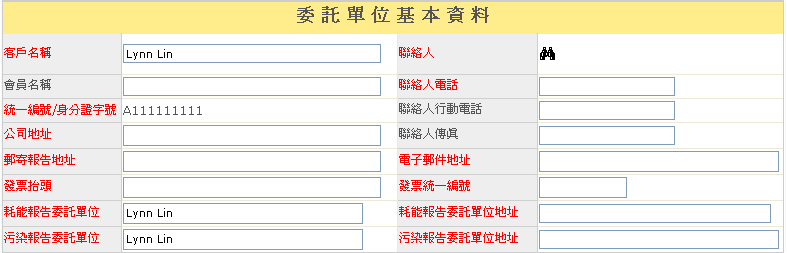 委託單位基本資料
客戶名稱 Lynn Lin 聯絡人
會員名稱 聯絡人電話
統一編號/身分證字號 A111111111 聯絡人行動電話
公司地址 聯絡人傳真
郵寄報告地址 電子郵件地址
發票抬頭 發票統一編號
耗能報告委託單位 Lynn Lin 耗能報告委託單位地址
污染報告委託單位 Lynn Lin 污染報告委託單位地址